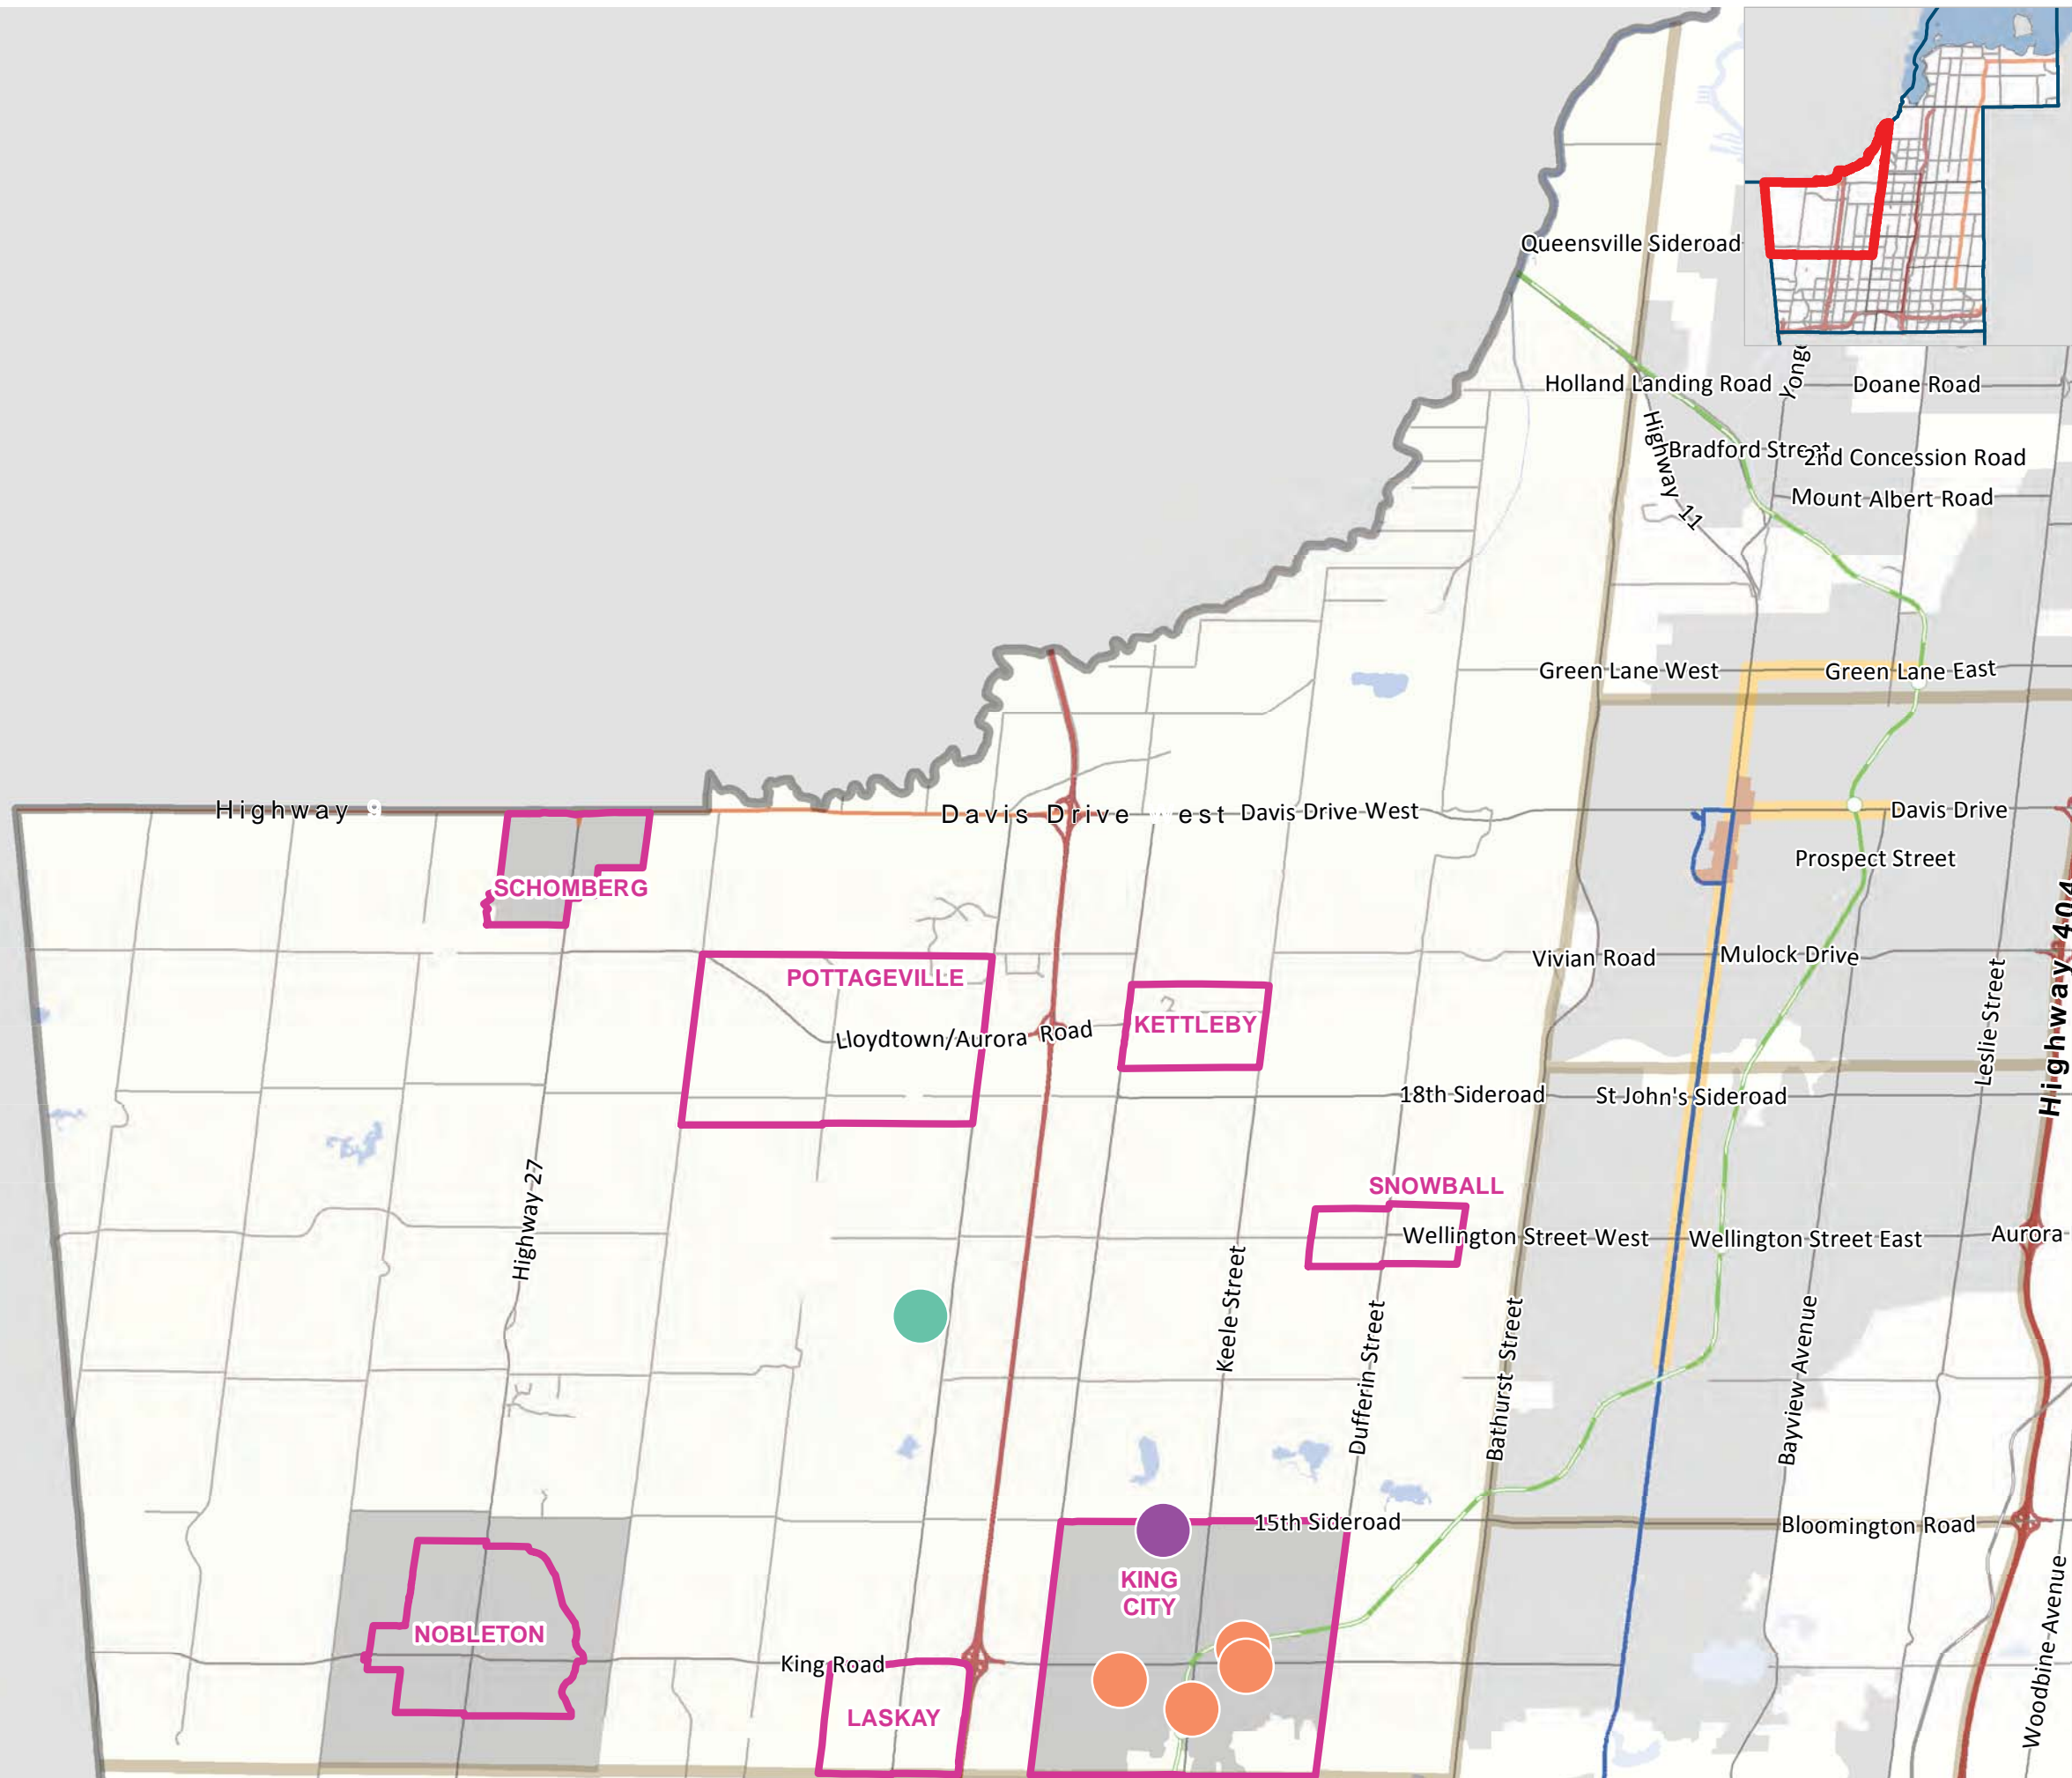 Queensville Sideroad
Yonge
Holland Landing Road
Doane Road
Highway 11
Bradford Street
2nd Concession Road
Mount Albert Road
Green Lane West
Green Lane East
Highway 9
Davis Drive West
Davis Drive West
Davis Drive
Prospect Street
SCHOMBERG
Highway 404
Vivian Road
Mulock Drive
POTTAGEVILLE
Leslie Street
KETTLEBY
Lloydtown/Aurora Road
18th Sideroad
St John's Sideroad
Highway 27
SNOWBALL
Wellington Street West
Wellington Street East
Aurora
Keele Street
Dufferin Street
Bathurst Street
Bayview Avenue
15th Sideroad
Bloomington Road
KING
CITY
Woodbine Avenue
NOBLETON
King Road
LASKAY